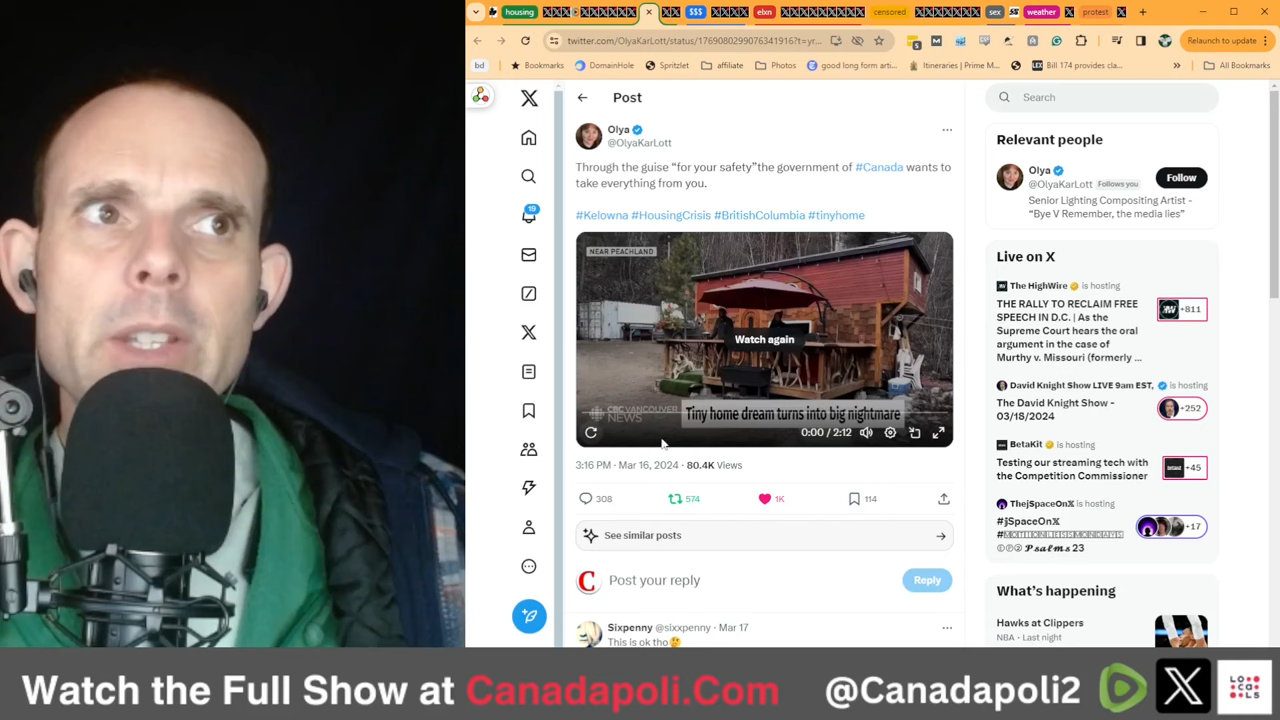 housing
$$$
elxn
censored
sex
weather
protest
twitter.com/OlyaKarLott/status/1769080299076341916?t=yr...
Relaunch to update
bd
Bookmarks
DomainHole
Spritzlet
affiliate
Photos
good long form arti...
Itineraries | Prime M...
Bill 174 provides cla...
All Bookmarks
Post
Olya
@OlyaKarLott
Through the guise “for your safety”the government of #Canada wants to
take everything from you.
#Kelowna #HousingCrisis #BritishColumbia #tinyhome
NEAR PEACHLAND
Watch again
CBC VANCOUVER
NEWS
Tiny home dream turns into big nightmare
0:00 / 2:12
3:16 PM · Mar 16, 2024 · 80.4K Views
308
574
1K
114
See similar posts
C
Post your reply
Reply
Sixpenny @sixxpenny · Mar 17
This is ok tho🤔
19
Search
Relevant people
Olya
@OlyaKarLott Follows you
Follow
Senior Lighting Compositing Artist -
“Bye V Remember, the media lies”
Live on X
The HighWire is hosting
THE RALLY TO RECLAIM FREE
SPEECH IN D.C. | As the
Supreme Court hears the oral
argument in the case of
Murthy v. Missouri (formerly ...
+811
David Knight Show LIVE 9am EST, is hosting
The David Knight Show -
03/18/2024
+252
BetaKit is hosting
Testing our streaming tech with
the Competition Commissioner
+45
ThejSpaceOn𝕏 is hosting
#𝕁SpaceOn𝕏
𝓟𝓼𝓪𝓵𝓶𝓼 23
+17
What’s happening
Hawks at Clippers
NBA · Last night
Watch the Full Show at Canadapoli.Com
@Canadapoli2
LO
CA
LS